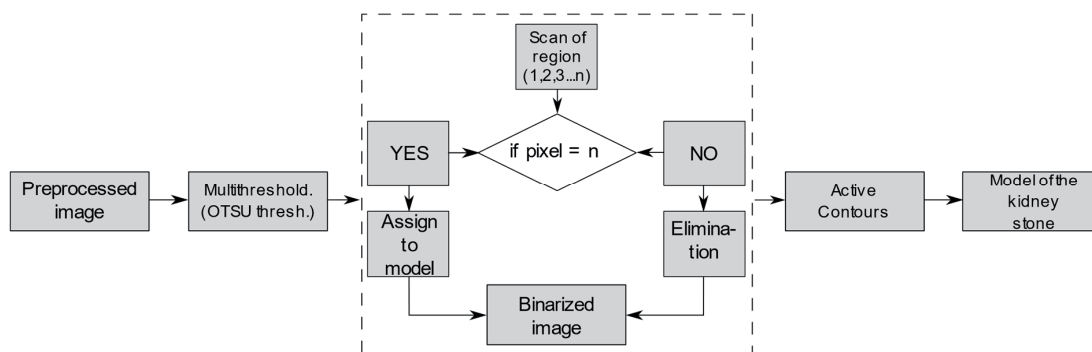 Preprocessed
image
Multithreshold.
(OTSU thresh.)
Scan of
region
(1,2,3...n)
YES
if pixel = n
NO
Assign
to
model
Elimina-
tion
Binarized
image
Active
Contours
Model of the
kidney
stone